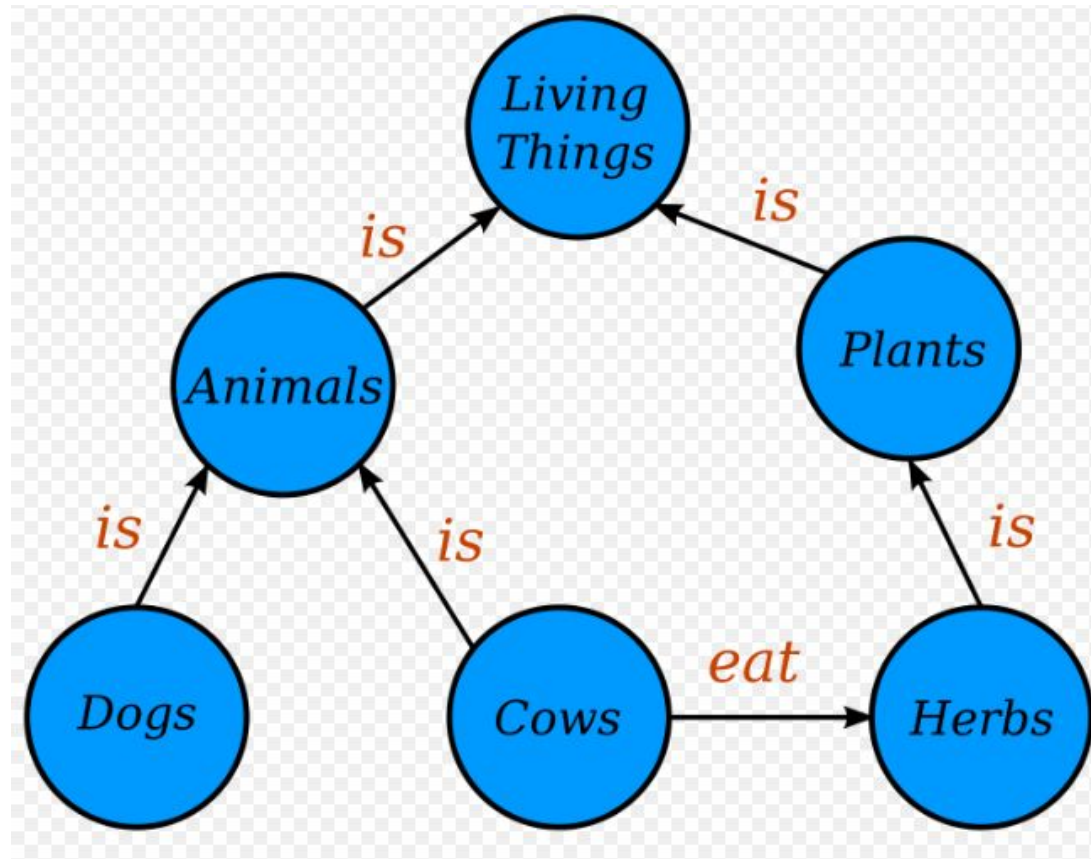 Living
Things
is
is
Animals
Plants
is
is
is
Dogs
Cows
eat
Herbs